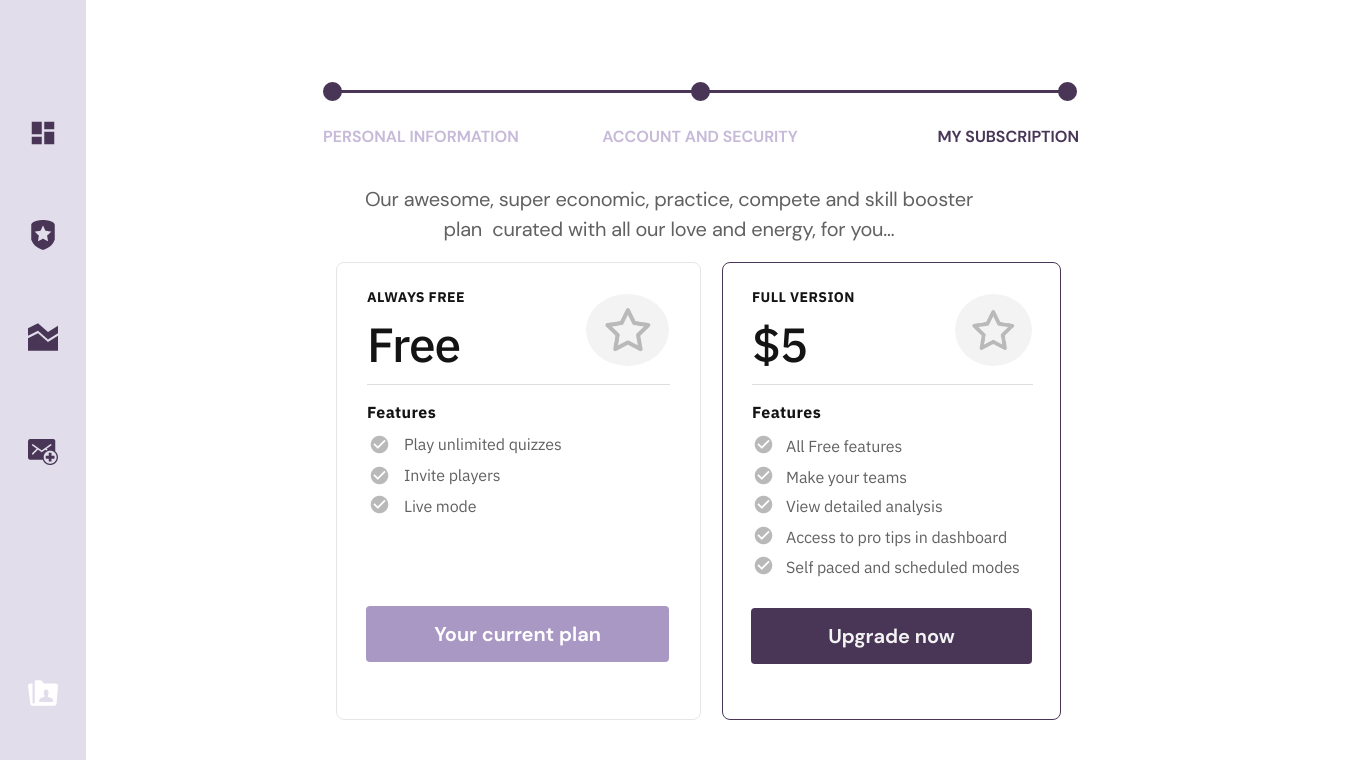 PERSONAL INFORMATION
ACCOUNT AND SECURITY
MY SUBSCRIPTION
Our awesome, super economic, practice, compete and skill booster
plan  curated with all our love and energy, for you...
ALWAYS FREE
Free
Features
Play unlimited quizzes
Invite players
Live mode
Your current plan
FULL VERSION
$5
Features
All Free features
Make your teams
View detailed analysis
Access to pro tips in dashboard
Self paced and scheduled modes
Upgrade now